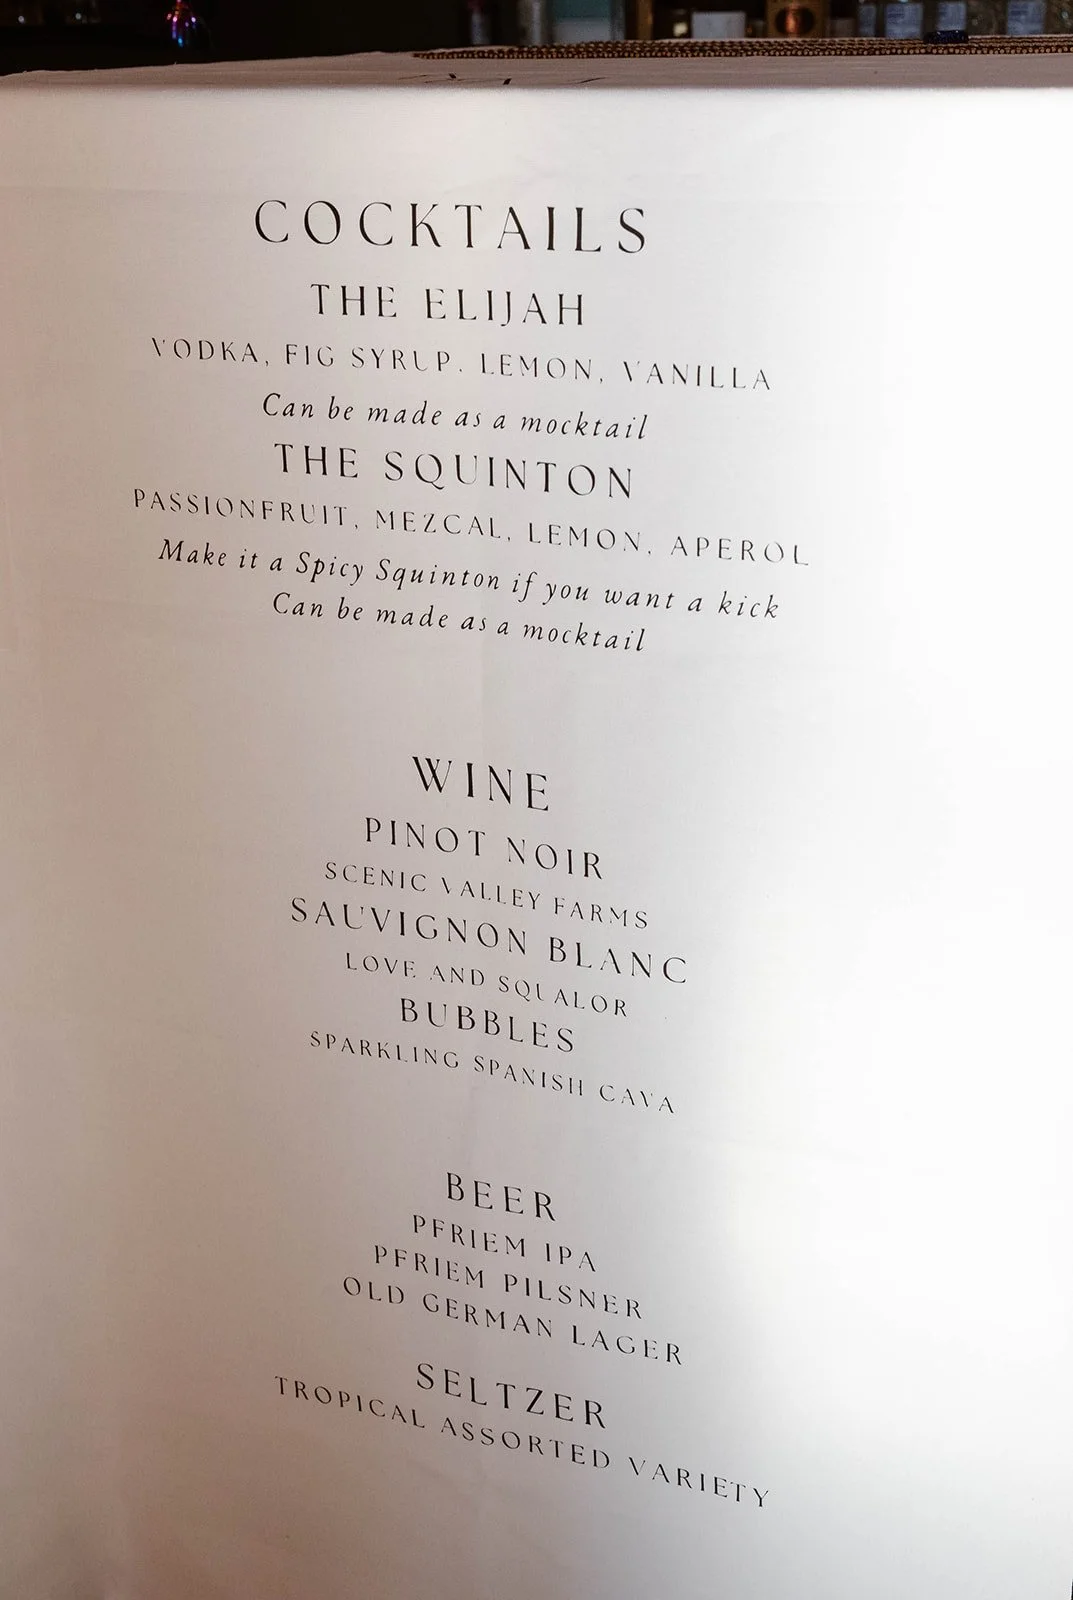 COCKTAILS
THE ELIJAH
VODKA, FIG SYRUP, LEMON, VANILLA
Can be made as a mocktail
THE SQUINTON
PASSIONFRUIT, MEZCAL, LEMON, APEROL
Make it a Spicy Squinton if you want a kick
Can be made as a mocktail
WINE
PINOT NOIR
SCENIC VALLEY FARMS
SAUVIGNON BLANC
LOVE AND SQUALOR
BUBBLES
SPARKLING SPANISH CAVA
BEER
PFRIEM IPA
PFRIEM PILSNER
OLD GERMAN LAGER
SELTZER
TROPICAL ASSORTED VARIETY